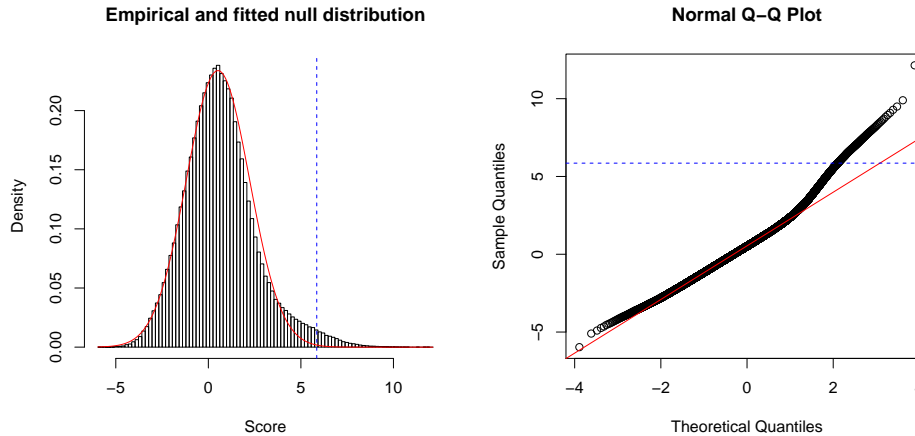 Empirical and fitted null distribution
Density
0.00
0.05
0.10
0.15
0.20
−5
0
5
10
Score
Normal Q−Q Plot
Sample Quantiles
−5
0
5
10
−4
−2
0
2
Theoretical Quantiles